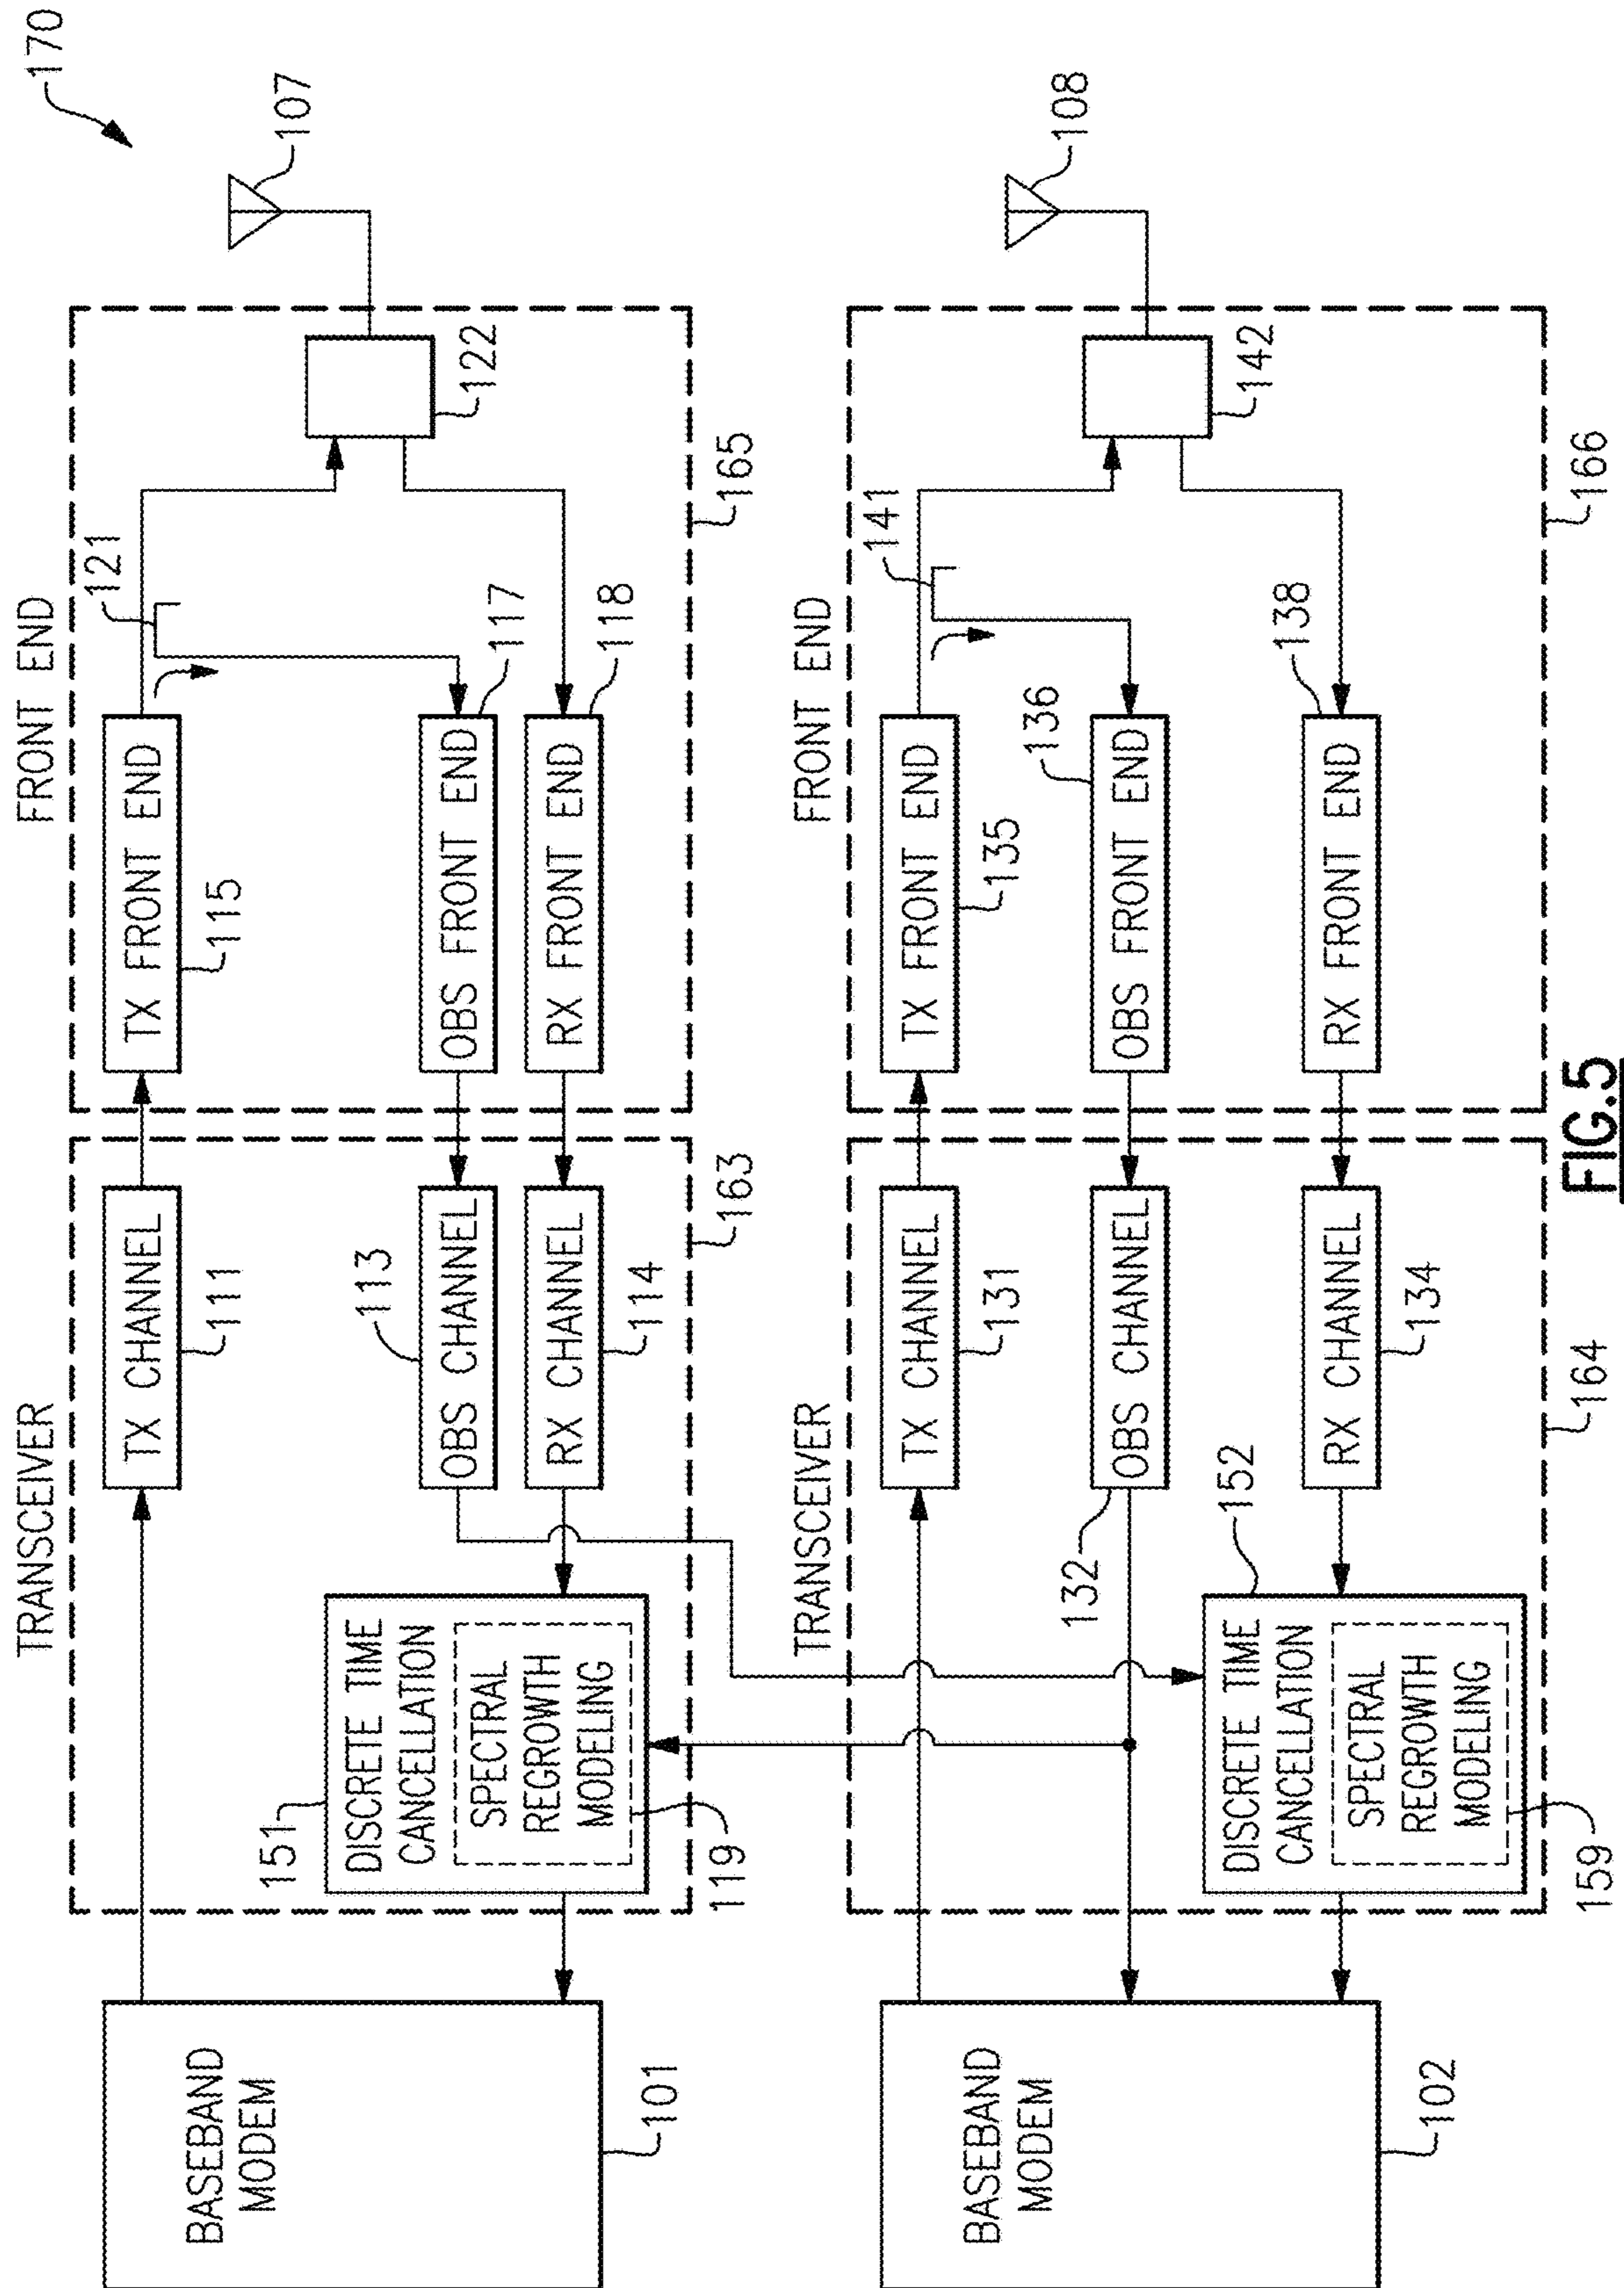 170
TRANSCEIVER
FRONT END
107
121
TX CHANNEL
TX FRONT END
111
115
122
151
113
117
DISCRETE TIME
CANCELLATION
OBS CHANNEL
OBS FRONT END
SPECTRAL
REGROWTH
MODELING
RX CHANNEL
RX FRONT END
114
118
BASEBAND
MODEM
101
119
163
165
TRANSCEIVER
FRONT END
108
141
TX CHANNEL
TX FRONT END
131
135
142
136
OBS CHANNEL
OBS FRONT END
132
152
138
DISCRETE TIME
CANCELLATION
RX CHANNEL
RX FRONT END
SPECTRAL
REGROWTH
MODELING
134
BASEBAND
MODEM
102
159
164
166
FIG.5